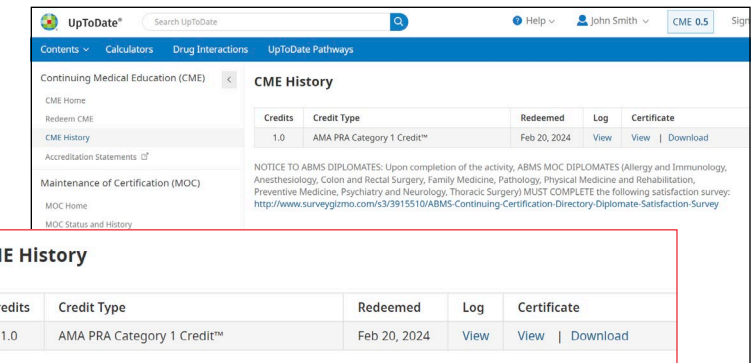 UpToDate® Search UpToDate Help John Smith CME 0.5 Sign
Contents Calculators Drug Interactions UpToDate Pathways
Continuing Medical Education (CME)
CME Home
Redeem CME
CME History
Accreditation Statements
Maintenance of Certification (MOC)
MOC Home
MOC Status and History
CME History
Credits Credit Type Redeemed Log Certificate
1.0 AMA PRA Category 1 Credit™ Feb 20, 2024 View View | Download
NOTICE TO ABMS DIPLOMATES: Upon completion of the activity, ABMS MOC DIPLOMATES (Allergy and Immunology,
Anesthesiology, Colon and Rectal Surgery, Family Medicine, Pathology, Physical Medicine and Rehabilitation,
Preventive Medicine, Psychiatry and Neurology, Thoracic Surgery) MUST COMPLETE the following satisfaction survey:
http://www.surveygizmo.com/s3/3915510/ABMS-Continuing-Certification-Directory-Diplomate-Satisfaction-Survey
E History
edits Credit Type Redeemed Log Certificate
1.0 AMA PRA Category 1 Credit™ Feb 20, 2024 View View | Download